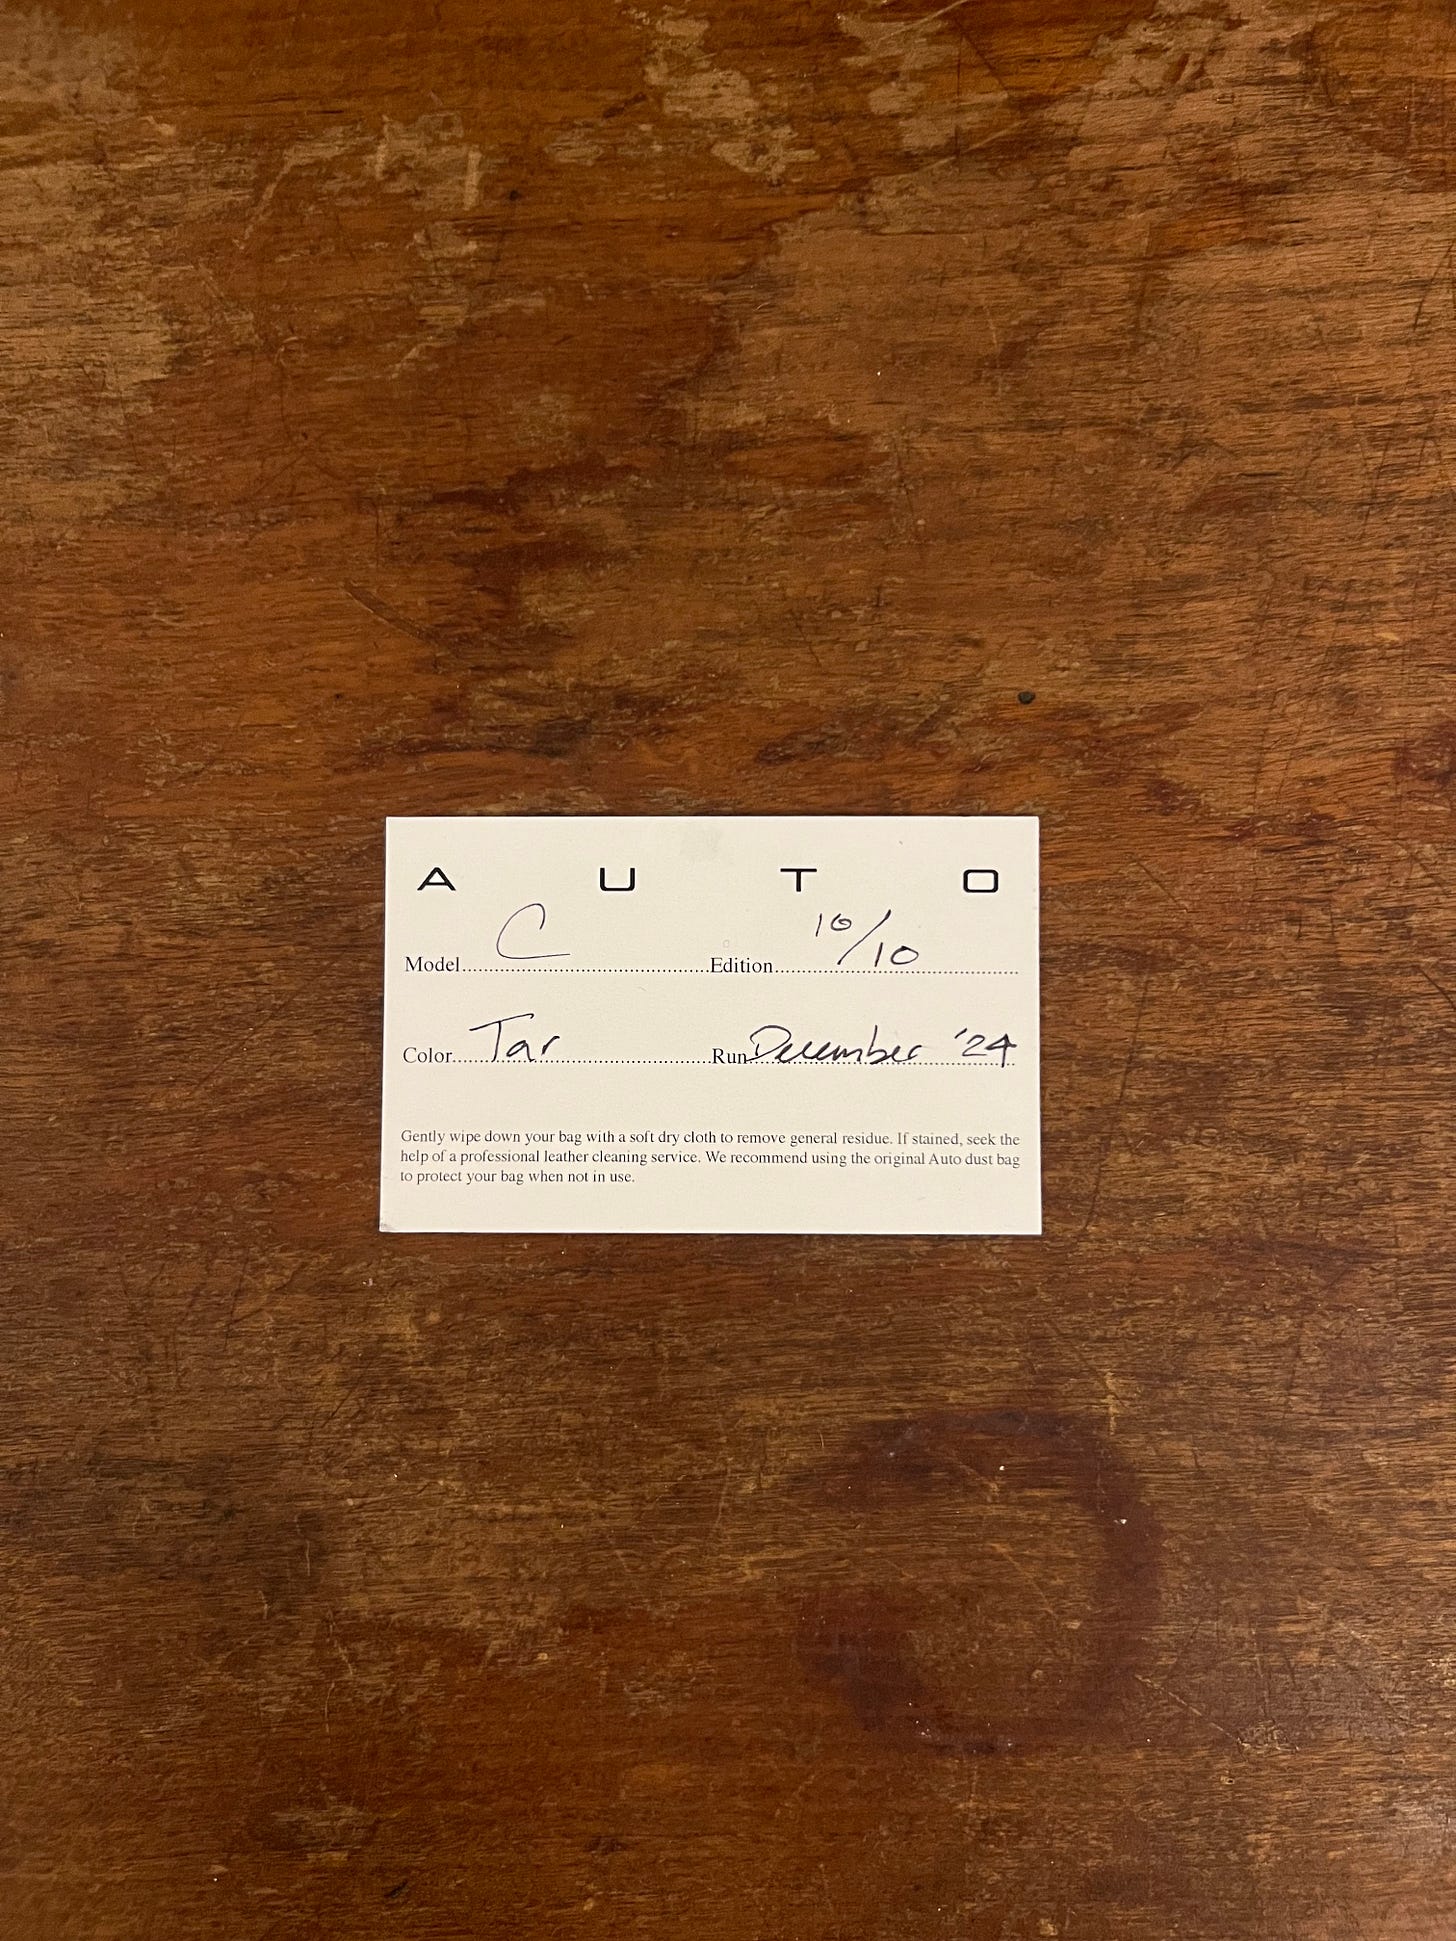 A U T O
Model C Edition 10/10
Color Tar Run December '24
Gently wipe down your bag with a soft dry cloth to remove general residue. If stained, seek the
help of a professional leather cleaning service. We recommend using the original Auto dust bag
to protect your bag when not in use.